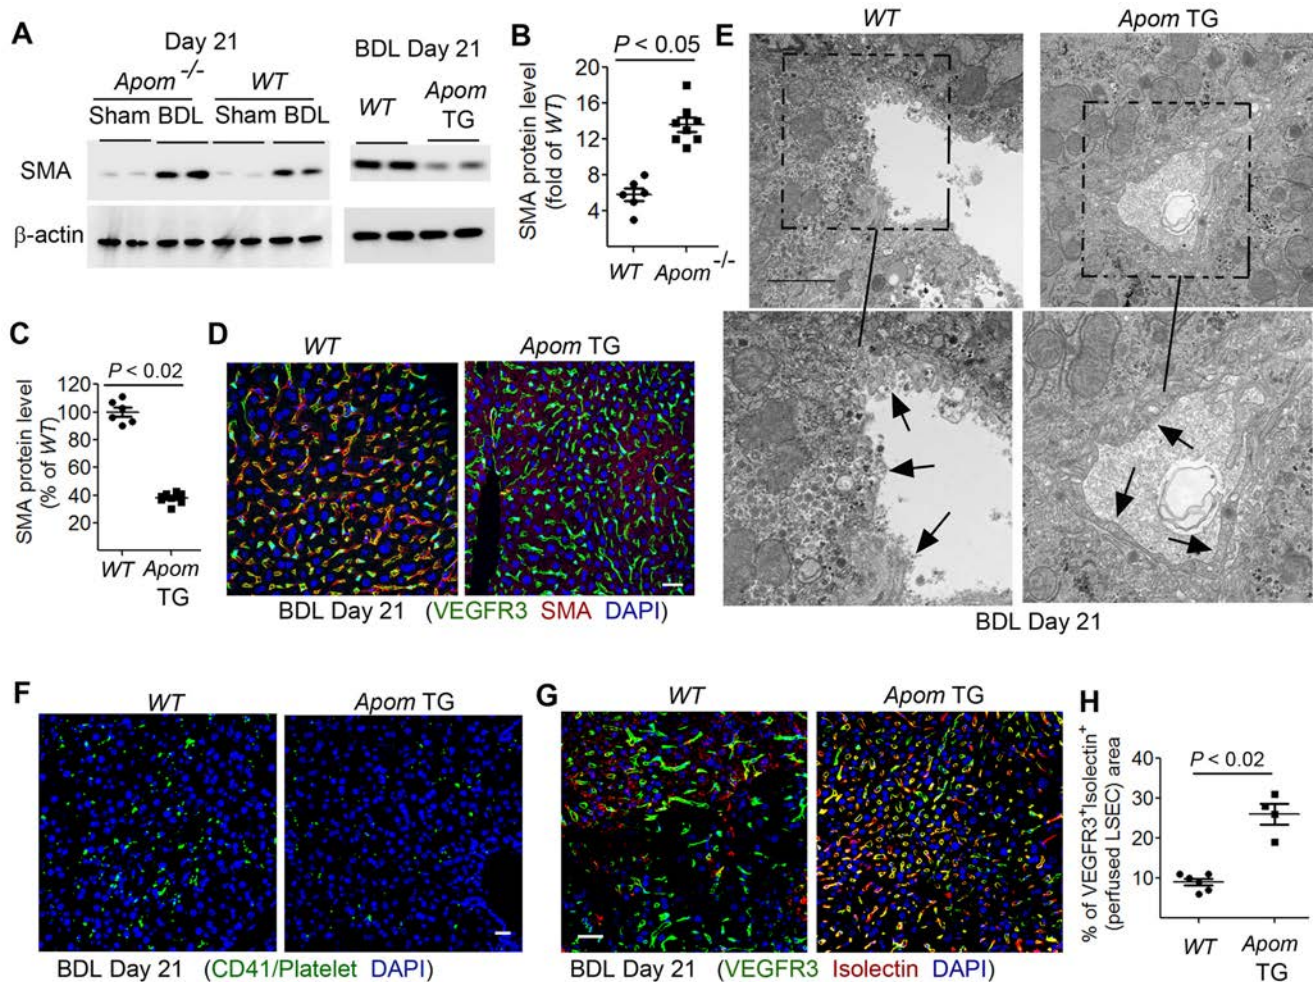 A
Day 21
Apom -/-
WT
Sham BDL Sham BDL
SMA
β-actin
BDL Day 21
WT
Apom TG
B
P < 0.05
SMA protein level (fold of WT)
20
16
12
8
4
WT Apom -/-
C
P < 0.02
SMA protein level (% of WT)
120
100
80
60
40
20
WT Apom TG
D
WT
Apom TG
BDL Day 21 (VEGFR3 SMA DAPI)
E
WT
Apom TG
BDL Day 21
F
WT
Apom TG
BDL Day 21 (CD41/Platelet DAPI)
G
WT
Apom TG
BDL Day 21 (VEGFR3 Isolectin DAPI)
H
P < 0.02
% of VEGFR3+Isolectin+ (perfused LSEC) area
40
30
20
10
WT Apom TG